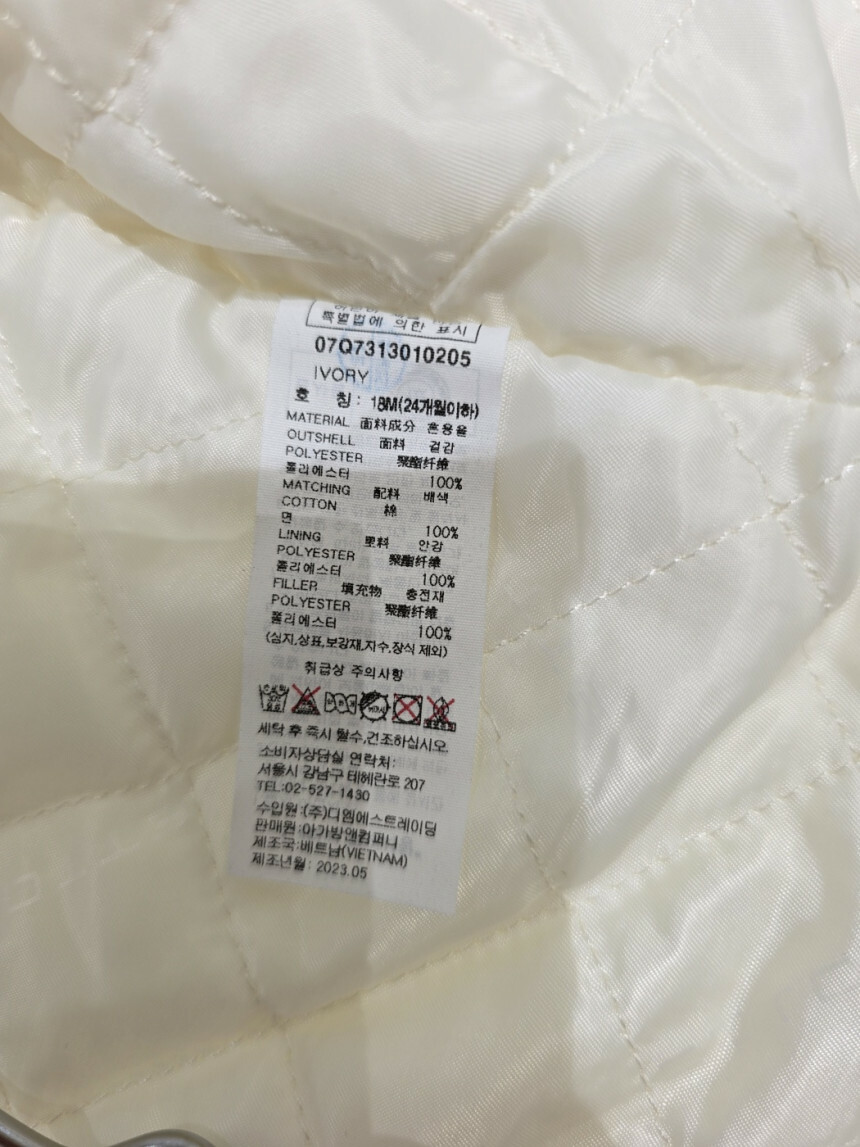 특별법에 의한 표시
07Q7313010205
IVORY
호 칭: 18M(24개월이하)
MATERIAL 面料成分 혼용율
OUTSHELL 面料 겉감
POLYESTER 聚酯纤维
폴리에스터 100%
MATCHING 配料 배색
COTTON 棉
면 100%
LINING 里料 안감
POLYESTER 聚酯纤维
폴리에스터 100%
FILLER 填充物 충전재
POLYESTER 聚酯纤维
폴리에스터 100%
(심지,상표,보강재,자수,장식 제외)
취급상 주의사항
세탁 후 즉시 탈수,건조하십시오.
소비자상담실 연락처:
서울시 강남구 테헤란로 207
TEL:02-527-1430
수입원:(주)디엠에스트레이딩
판매원:아가방앤컴퍼니
제조국:베트남(VIETNAM)
제조년월: 2023.05